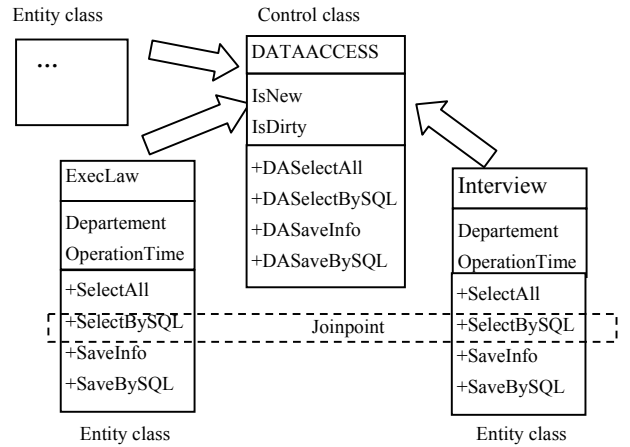 Entity class
Control class
...
DATAACCESS
IsNew
IsDirty
+DASelectAll
+DASelectBySQL
+DASaveInfo
+DASaveBySQL
ExecLaw
Departement
OperationTime
+SelectAll
+SelectBySQL
+SaveInfo
+SaveBySQL
Joinpoint
Interview
Departement
OperationTime
+SelectAll
+SelectBySQL
+SaveInfo
+SaveBySQL
Entity class
Entity class